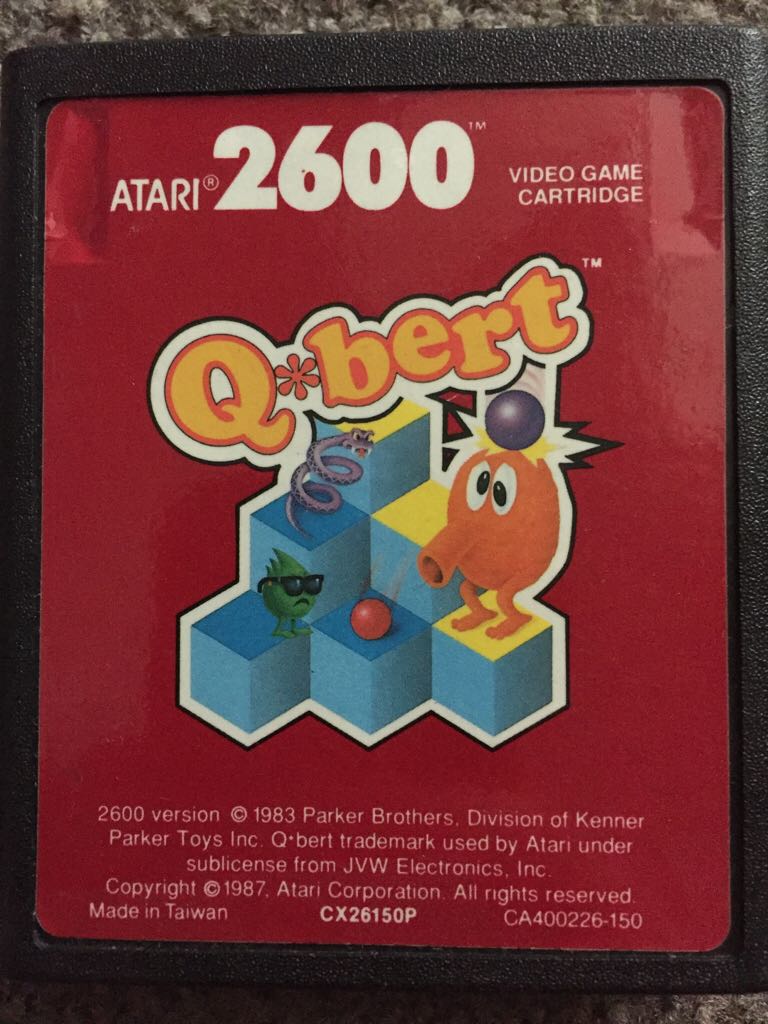 ATARI® 2600™
VIDEO GAME
CARTRIDGE
Q*bert™
2600 version © 1983 Parker Brothers, Division of Kenner
Parker Toys Inc. Q*bert trademark used by Atari under
sublicense from JVW Electronics, Inc.
Copyright © 1987, Atari Corporation. All rights reserved.
Made in Taiwan CX26150P CA400226-150